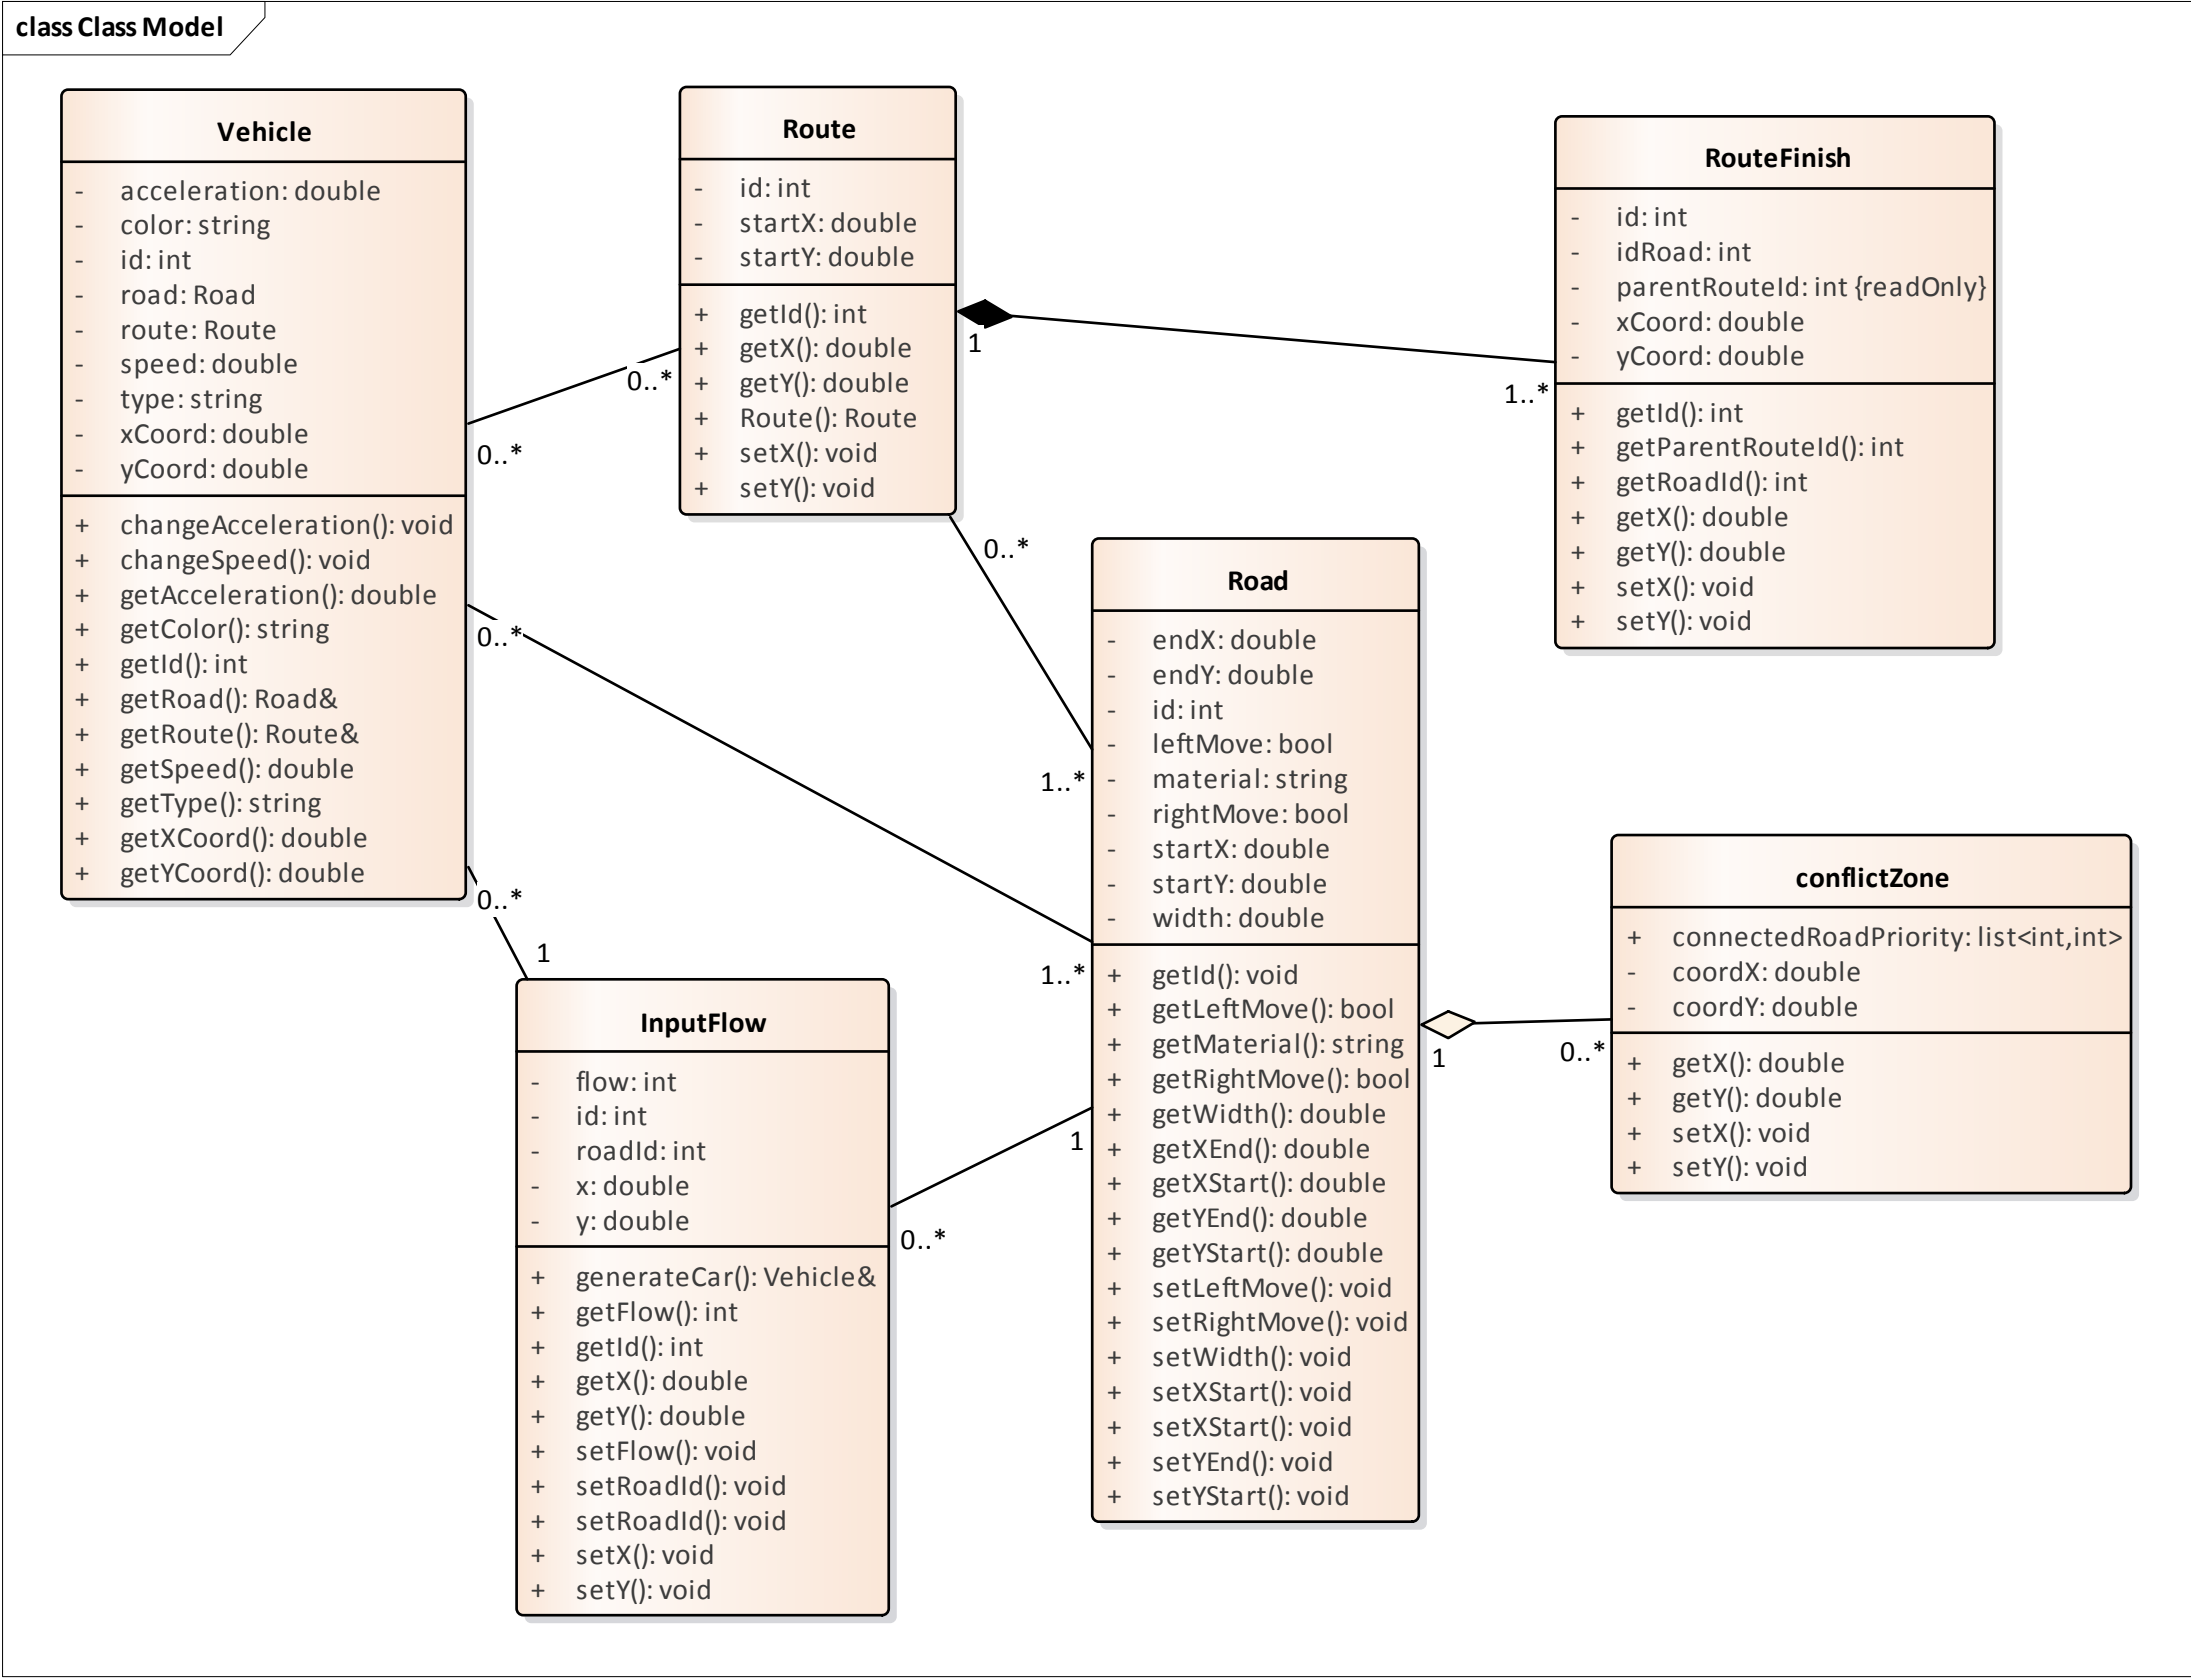 class Class Model
Vehicle
- acceleration: double
- color: string
- id: int
- road: Road
- route: Route
- speed: double
- type: string
- xCoord: double
- yCoord: double
+ changeAcceleration(): void
+ changeSpeed(): void
+ getAcceleration(): double
+ getColor(): string
+ getId(): int
+ getRoad(): Road&
+ getRoute(): Route&
+ getSpeed(): double
+ getType(): string
+ getXCoord(): double
+ getYCoord(): double
Route
- id: int
- startX: double
- startY: double
+ getId(): int
+ getX(): double
+ getY(): double
+ Route(): Route
+ setX(): void
+ setY(): void
RouteFinish
- id: int
- idRoad: int
- parentRouteId: int {readOnly}
- xCoord: double
- yCoord: double
+ getId(): int
+ getParentRouteId(): int
+ getRoadId(): int
+ getX(): double
+ getY(): double
+ setX(): void
+ setY(): void
1
1..*
0..*
0..*
0..*
1..*
0..*
1..*
0..*
1
Road
- endX: double
- endY: double
- id: int
- leftMove: bool
- material: string
- rightMove: bool
- startX: double
- startY: double
- width: double
+ getId(): void
+ getLeftMove(): bool
+ getMaterial(): string
+ getRightMove(): bool
+ getWidth(): double
+ getXEnd(): double
+ getXStart(): double
+ getYEnd(): double
+ getYStart(): double
+ setLeftMove(): void
+ setRightMove(): void
+ setWidth(): void
+ setXStart(): void
+ setXStart(): void
+ setYEnd(): void
+ setYStart(): void
1
0..*
conflictZone
+ connectedRoadPriority: list<int,int>
- coordX: double
- coordY: double
+ getX(): double
+ getY(): double
+ setX(): void
+ setY(): void
InputFlow
- flow: int
- id: int
- roadId: int
- x: double
- y: double
+ generateCar(): Vehicle&
+ getFlow(): int
+ getId(): int
+ getX(): double
+ getY(): double
+ setFlow(): void
+ setRoadId(): void
+ setRoadId(): void
+ setX(): void
+ setY(): void
1
0..*